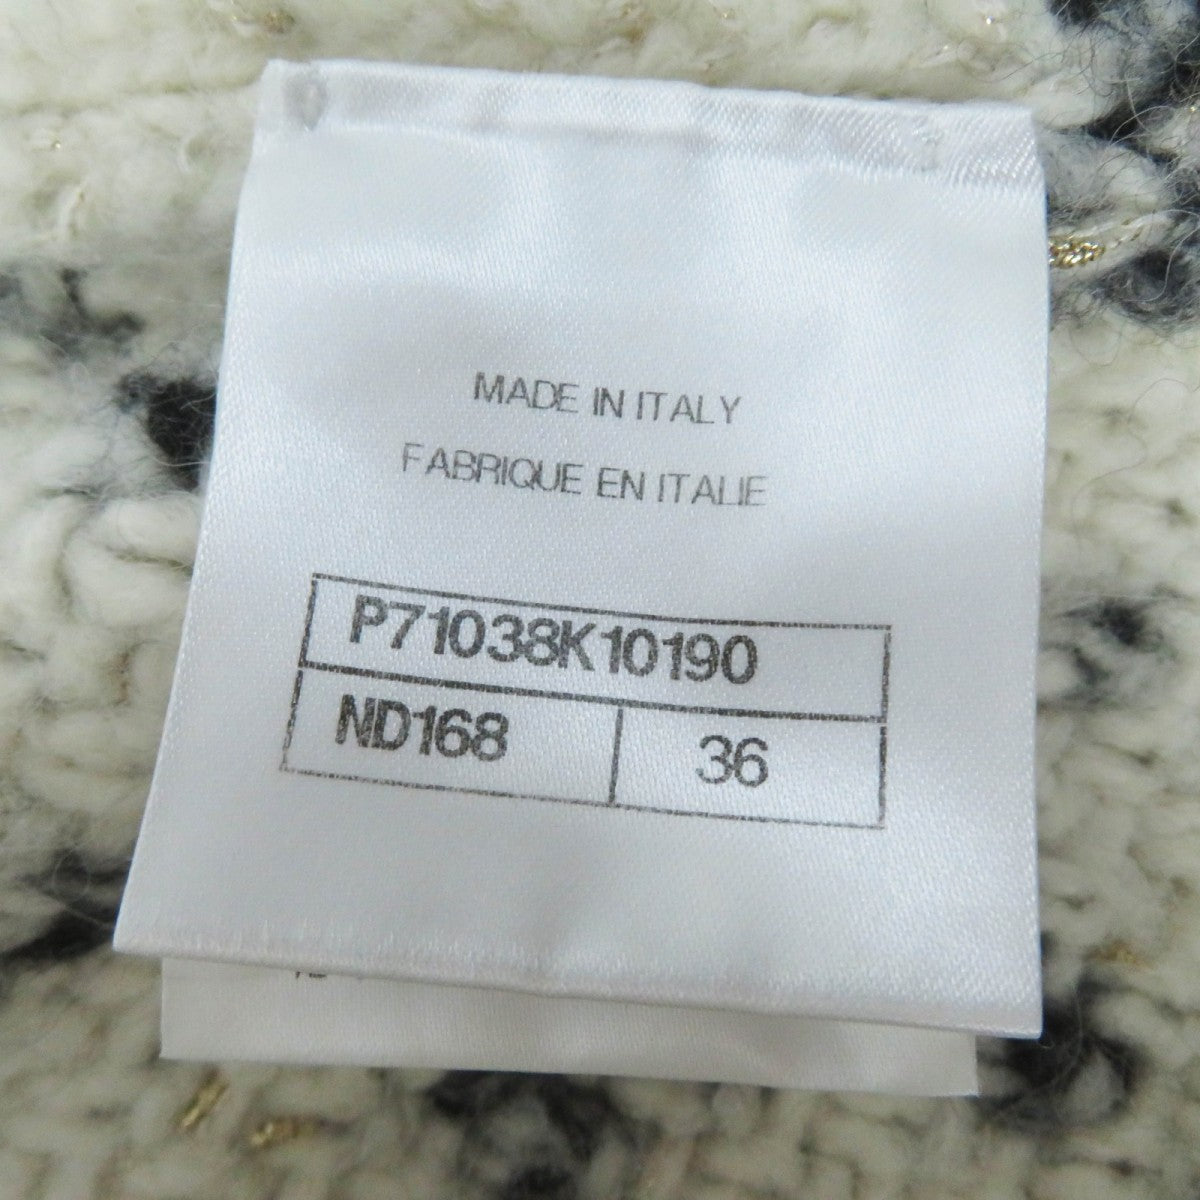 MADE IN ITALY
FABRIQUE EN ITALIE
P71038K10190
ND168 36